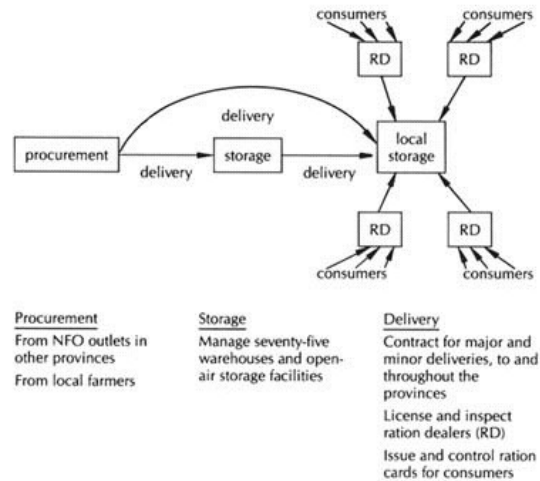 consumers
consumers
RD
RD
delivery
procurement
delivery
storage
delivery
local
storage
RD
RD
consumers
consumers
Procurement
From NFO outlets in
other provinces
From local farmers
Storage
Manage seventy-five
warehouses and open-
air storage facilities
Delivery
Contract for major and
minor deliveries, to and
throughout the
provinces
License and inspect
ration dealers (RD)
Issue and control ration
cards for consumers